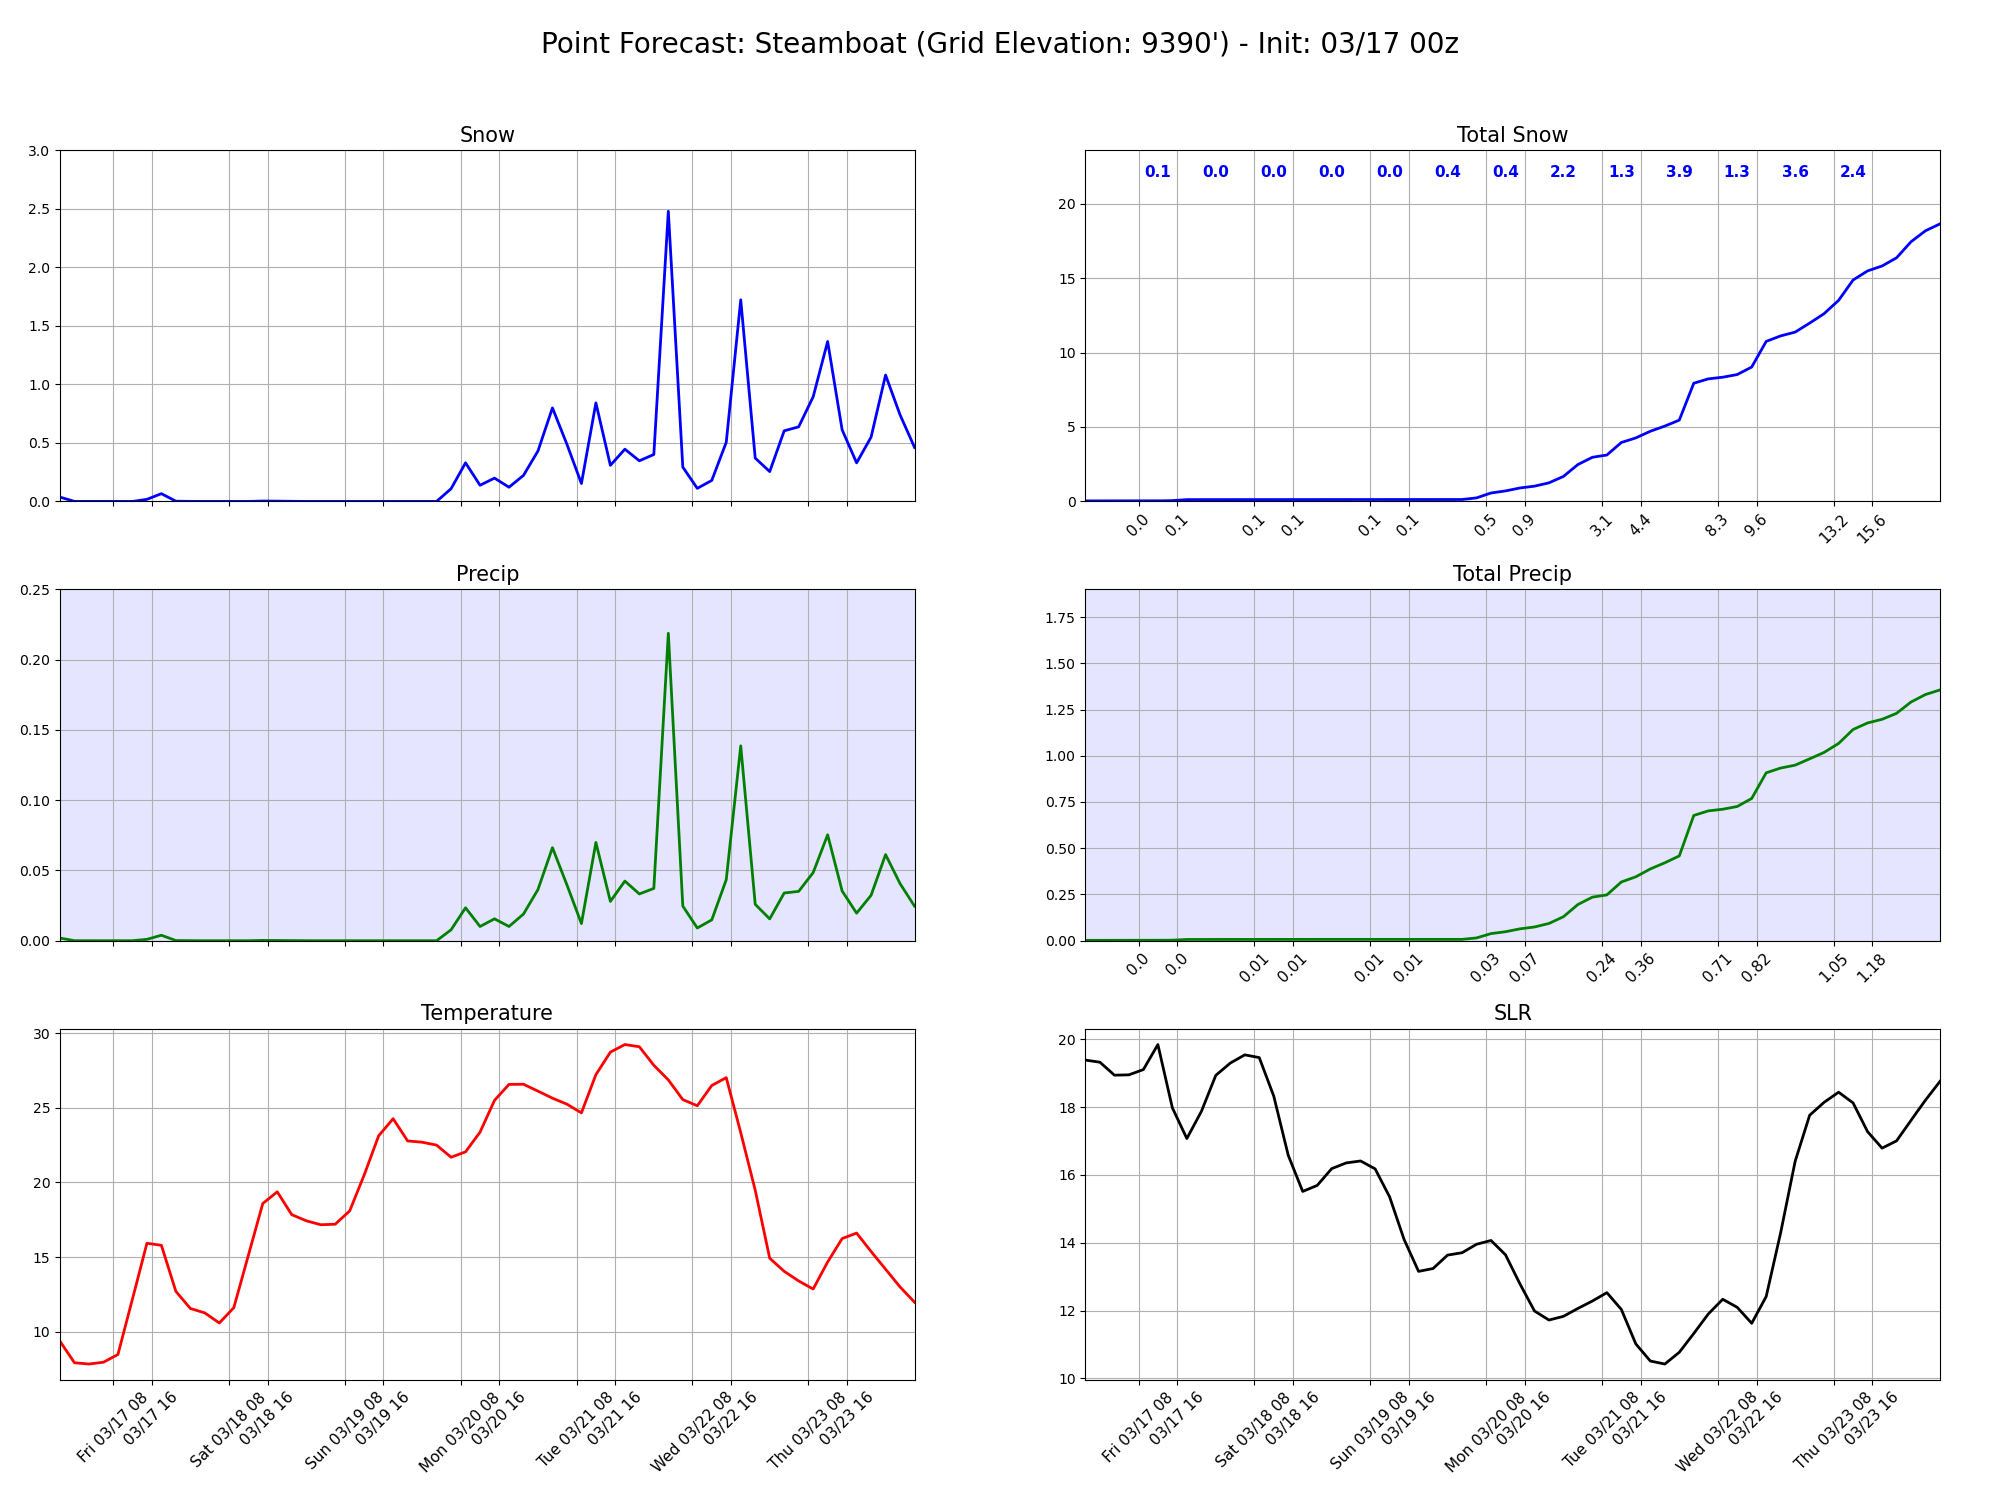 Point Forecast: Steamboat (Grid Elevation: 9390') - Init: 03/17 00z
Snow
3.0
2.5
2.0
1.5
1.0
0.5
0.0
Total Snow
0.1 0.0 0.0 0.0 0.0 0.4 0.4 2.2 1.3 3.9 1.3 3.6 2.4
20
15
10
5
0
0.0 0.1 0.1 0.1 0.1 0.1 0.5 0.9 3.1 4.4 8.3 9.6 13.2 15.6
Precip
0.25
0.20
0.15
0.10
0.05
0.00
Total Precip
1.75
1.50
1.25
1.00
0.75
0.50
0.25
0.00
0.0 0.0 0.01 0.01 0.01 0.01 0.03 0.07 0.24 0.36 0.71 0.82 1.05 1.18
Temperature
30
25
20
15
10
Fri 03/17 08
03/17 16
Sat 03/18 08
03/18 16
Sun 03/19 08
03/19 16
Mon 03/20 08
03/20 16
Tue 03/21 08
03/21 16
Wed 03/22 08
03/22 16
Thu 03/23 08
03/23 16
SLR
20
18
16
14
12
10
Fri 03/17 08
03/17 16
Sat 03/18 08
03/18 16
Sun 03/19 08
03/19 16
Mon 03/20 08
03/20 16
Tue 03/21 08
03/21 16
Wed 03/22 08
03/22 16
Thu 03/23 08
03/23 16